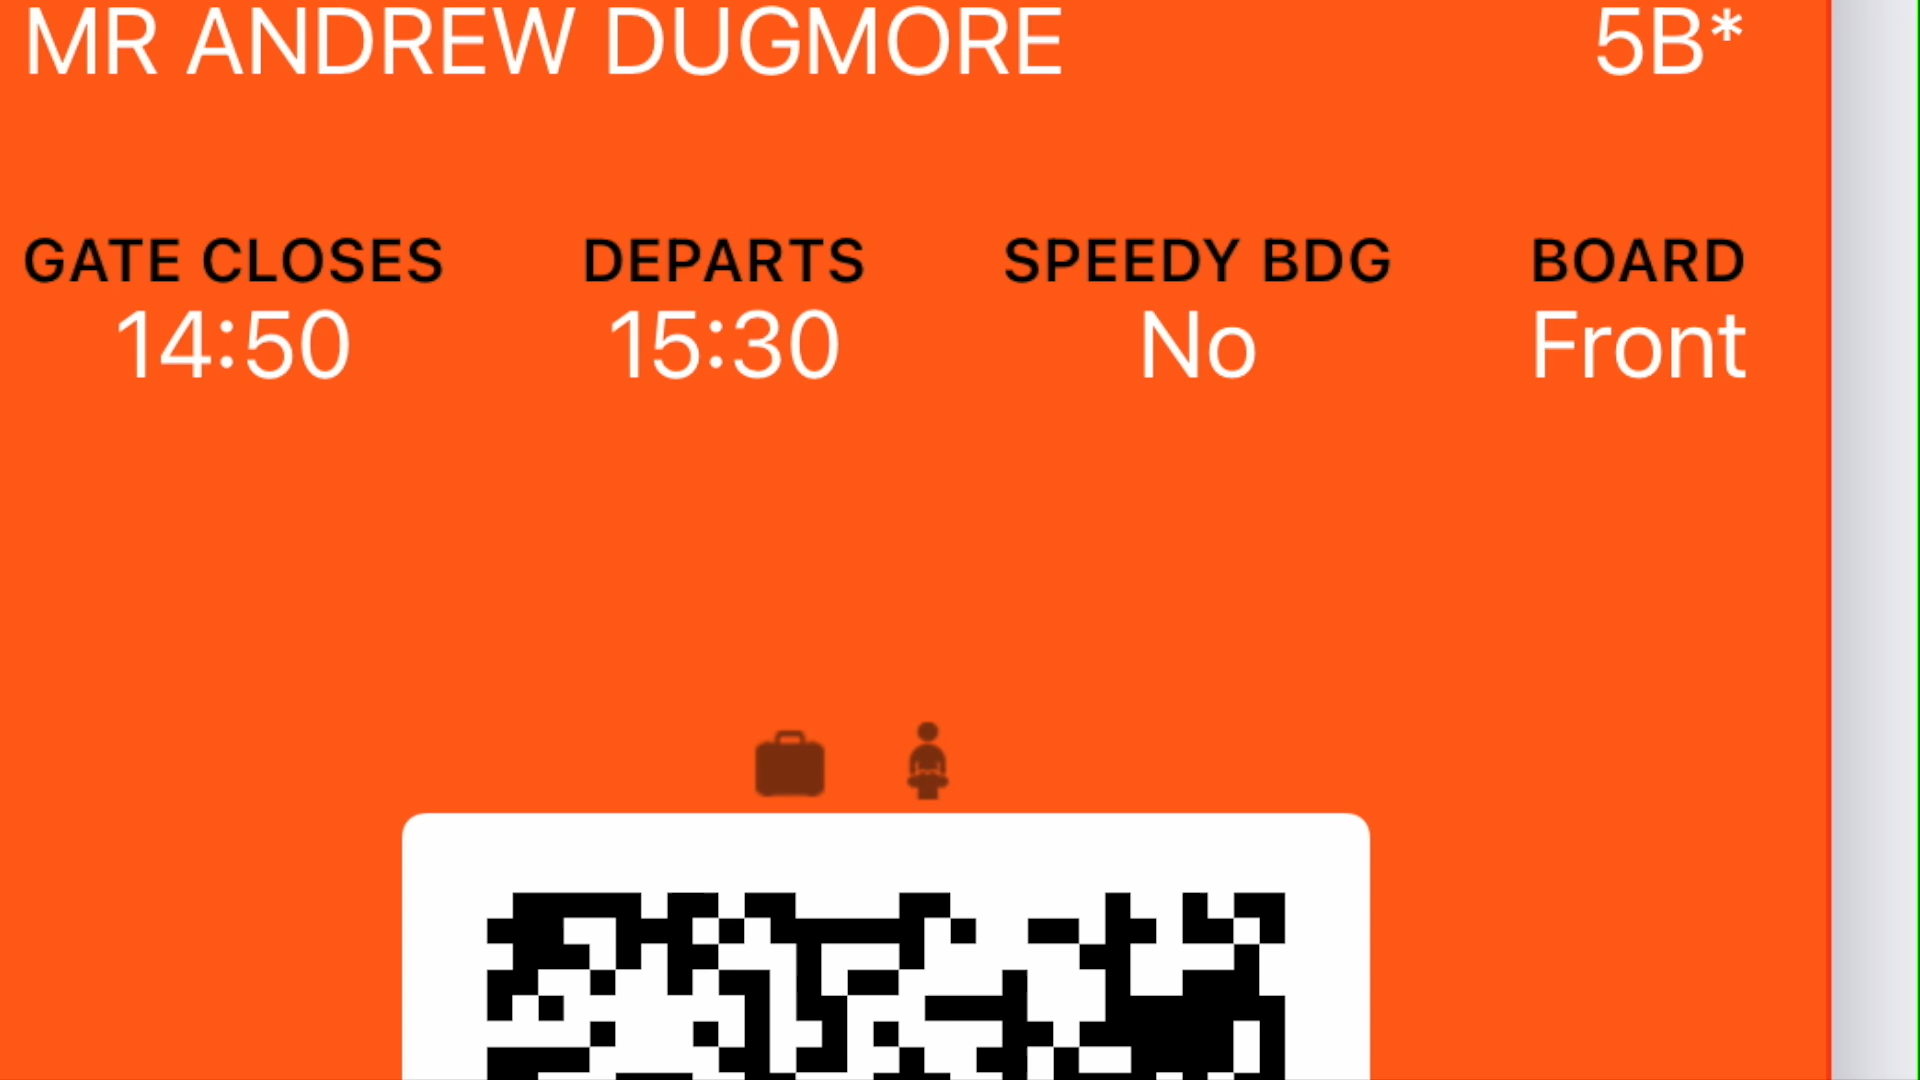 MR ANDREW DUGMORE 5B*
GATE CLOSES DEPARTS SPEEDY BDG BOARD
14:50 15:30 No Front